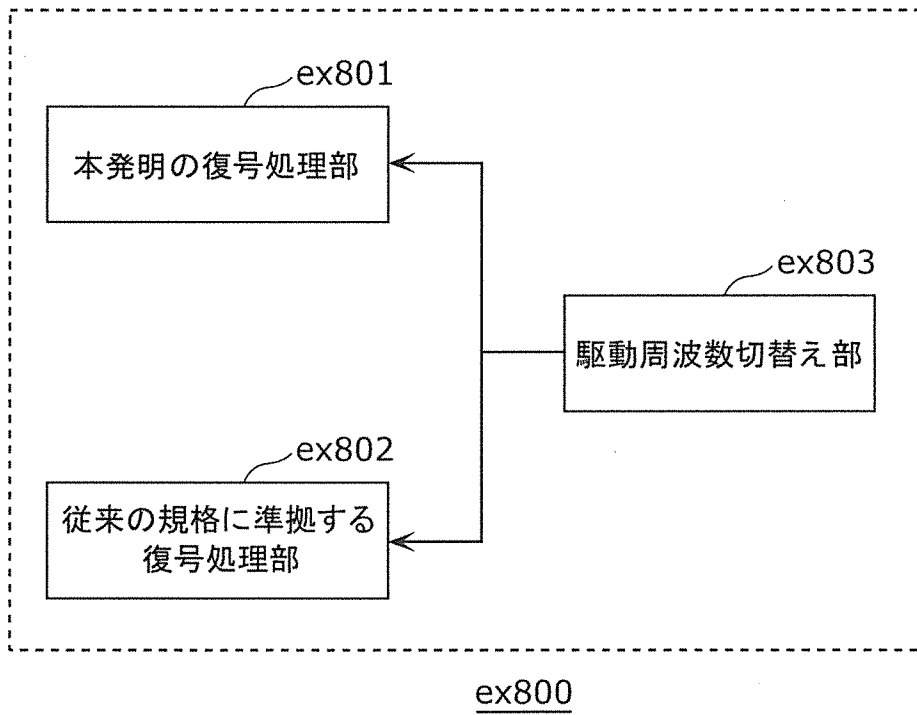 ex801
本発明の復号処理部
ex803
駆動周波数切替え部
ex802
従来の規格に準拠する
復号処理部
ex800